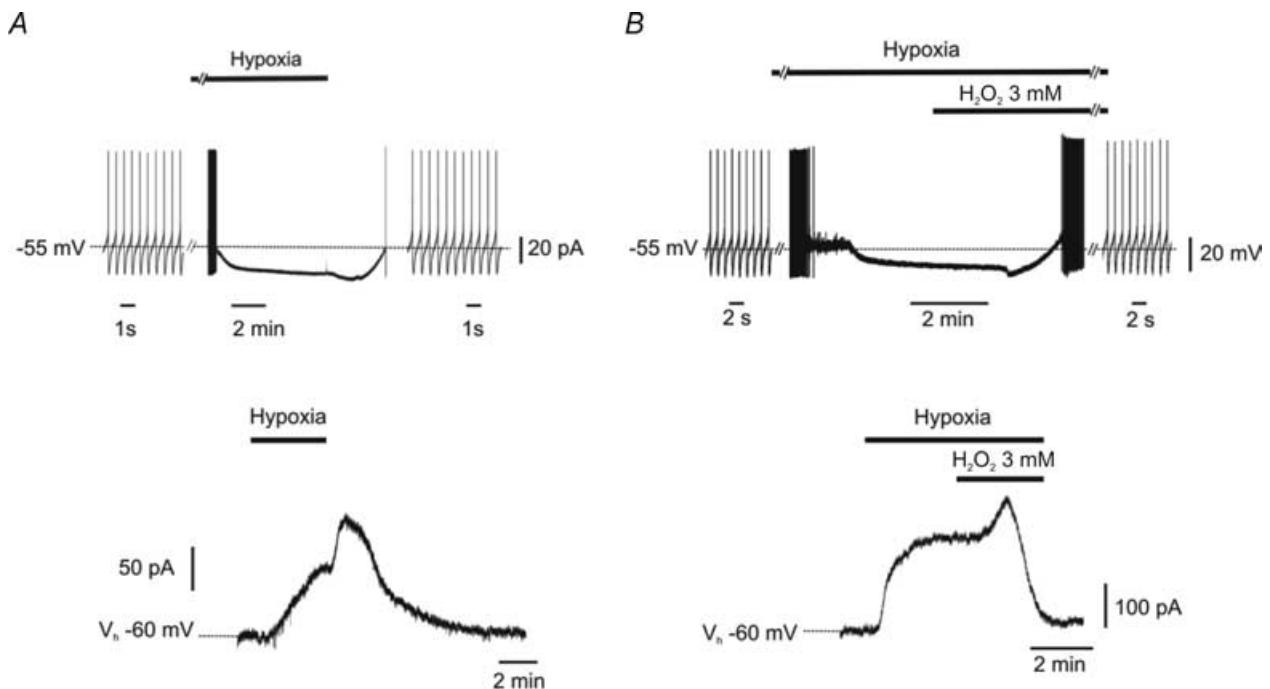 A
Hypoxia
-55 mV
20 pA
1s
2 min
1s
Hypoxia
50 pA
Vₕ -60 mV
2 min
B
Hypoxia
H₂O₂ 3 mM
-55 mV
20 mV
2 s
2 min
2 s
Hypoxia
H₂O₂ 3 mM
Vₕ -60 mV
100 pA
2 min